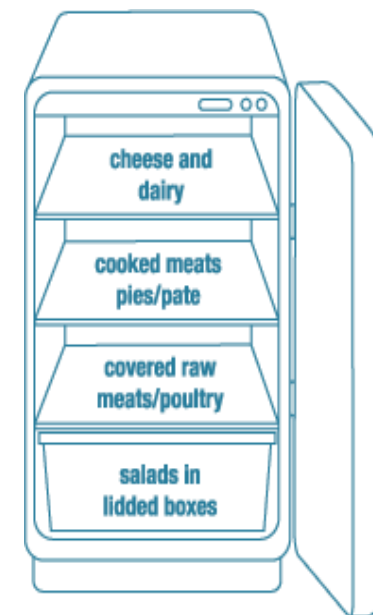 cheese and
dairy
cooked meats
pies/pate
covered raw
meats/poultry
salads in
lidded boxes